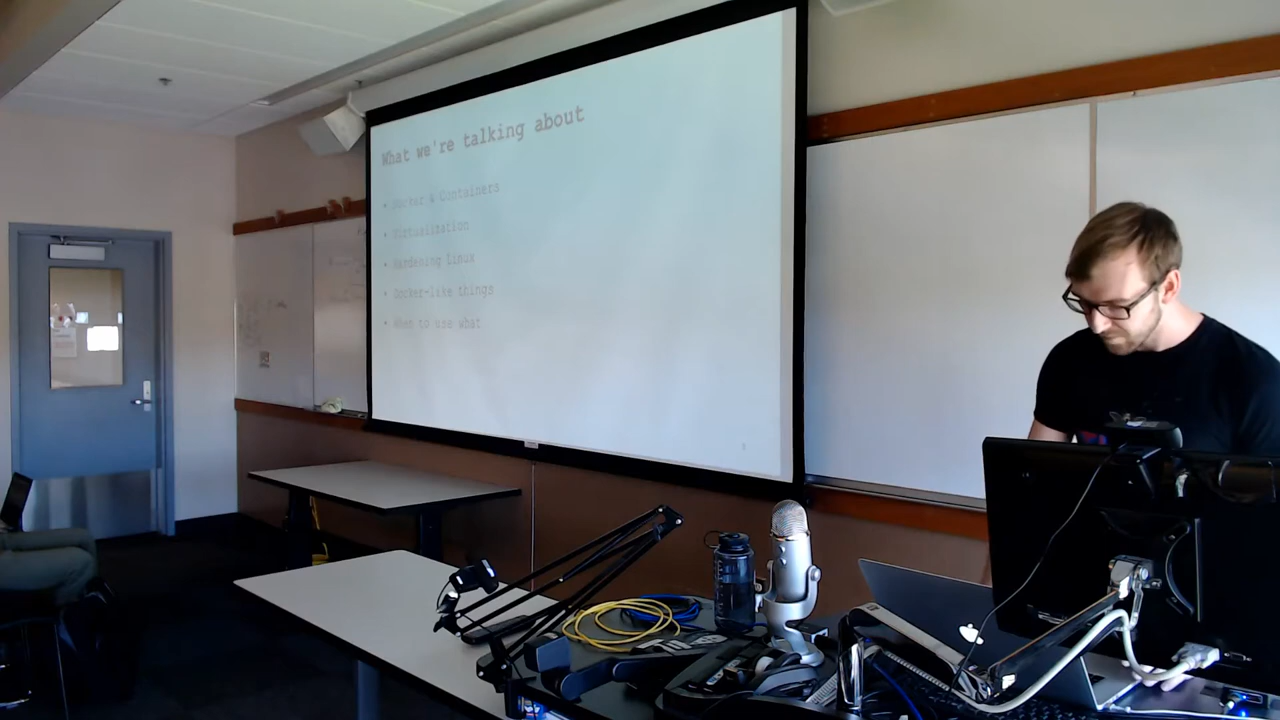 What we're talking about
• Docker & Containers
• Virtualization
• Hardening Linux
• Docker-like things
• When to use what